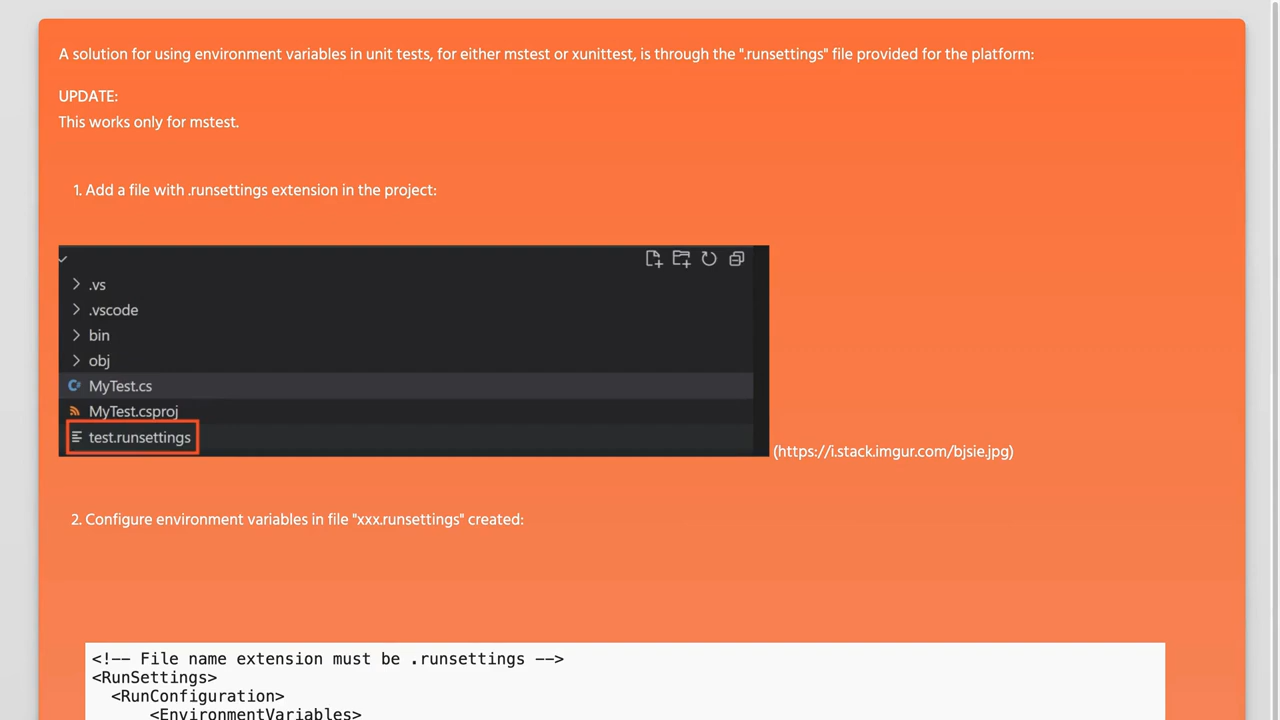 A solution for using environment variables in unit tests, for either mstest or xunittest, is through the ".runsettings" file provided for the platform:
UPDATE:
This works only for mstest.
1. Add a file with .runsettings extension in the project:
.vs
.vscode
bin
obj
MyTest.cs
MyTest.csproj
test.runsettings
(https://i.stack.imgur.com/bjsie.jpg)
2. Configure environment variables in file "xxx.runsettings" created:
<!-- File name extension must be .runsettings -->
<RunSettings>
<RunConfiguration>
<EnvironmentVariables>